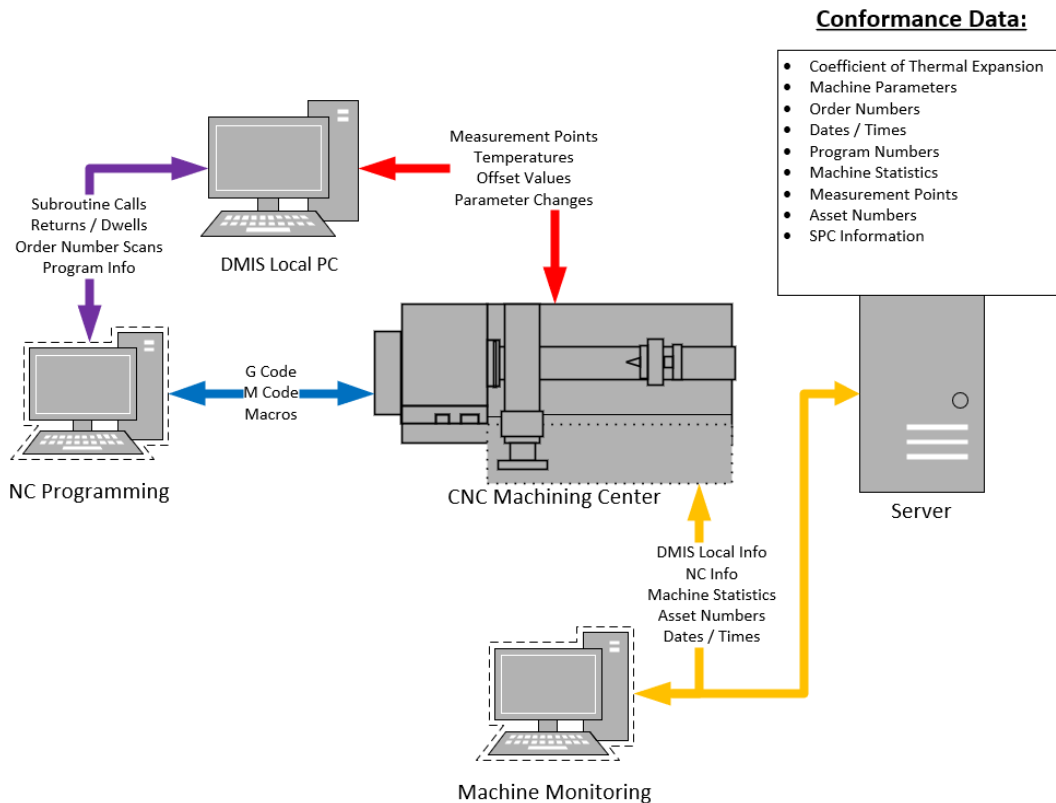 Conformance Data:
• Coefficient of Thermal Expansion
• Machine Parameters
• Order Numbers
• Dates / Times
• Program Numbers
• Machine Statistics
• Measurement Points
• Asset Numbers
• SPC Information
Measurement Points
Temperatures
Offset Values
Parameter Changes
Subroutine Calls
Returns / Dwells
Order Number Scans
Program Info
DMIS Local PC
G Code
M Code
Macros
NC Programming
CNC Machining Center
Server
DMIS Local Info
NC Info
Machine Statistics
Asset Numbers
Dates / Times
Machine Monitoring